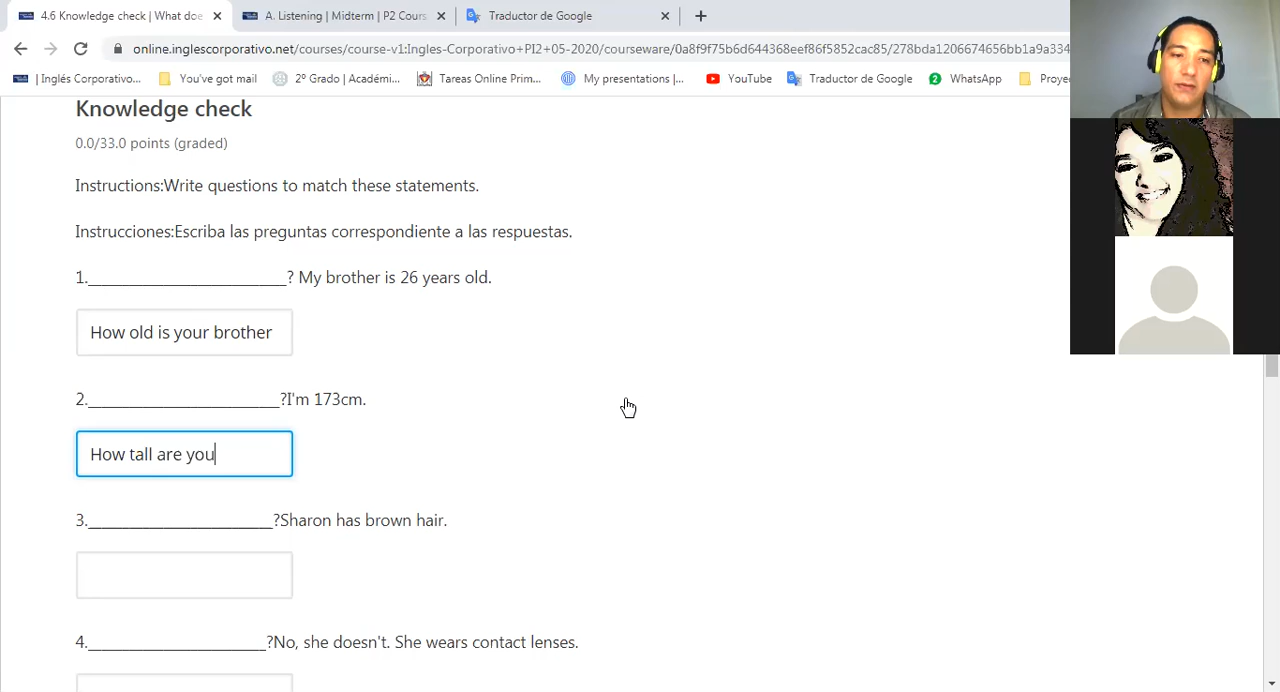 4.6 Knowledge check | What doe
A. Listening | Midterm | P2 Cours
Traductor de Google
online.inglescorporativo.net/courses/course-v1:Ingles-Corporativo+PI2+05-2020/courseware/0a8f9f75b6d644368eef86f5852cac85/278bda1206674656bb1a9a334
| Inglés Corporativo...
You've got mail
2º Grado | Académi...
Tareas Online Prim...
My presentations |...
YouTube
Traductor de Google
2
WhatsApp
Proye
Knowledge check
0.0/33.0 points (graded)
Instructions:Write questions to match these statements.
Instrucciones:Escriba las preguntas correspondiente a las respuestas.
1.________________________? My brother is 26 years old.
How old is your brother
2.________________________?I'm 173cm.
How tall are you
3.________________________?Sharon has brown hair.
4.________________________?No, she doesn't. She wears contact lenses.